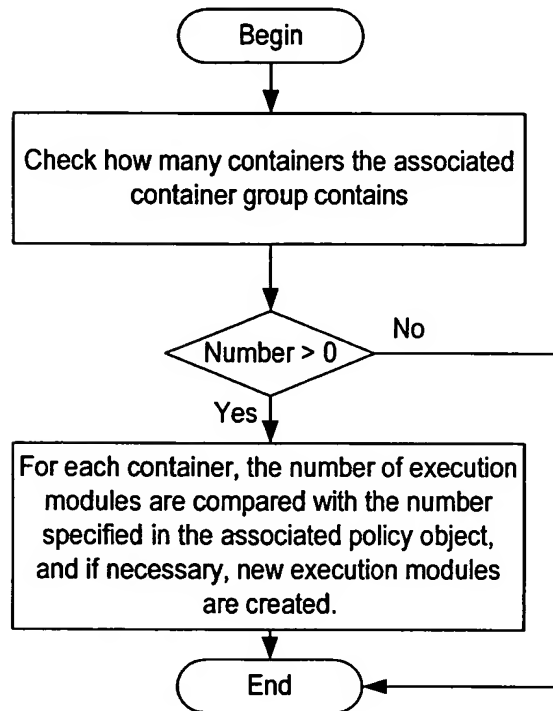 Begin
Check how many containers the associated
container group contains
Number > 0
No
Yes
For each container, the number of execution
modules are compared with the number
specified in the associated policy object,
and if necessary, new execution modules
are created.
End